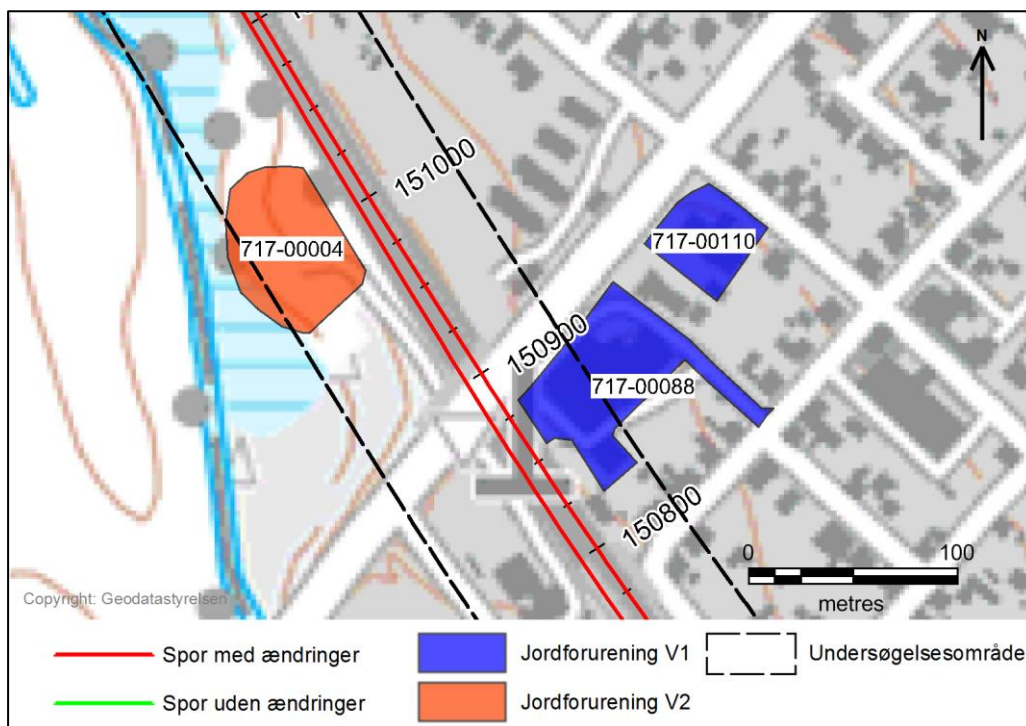 N
151000
717-00004
717-00110
150900
717-00088
150800
0 100
metres
Copyright: Geodatastyrelsen
Spor med ændringer
Jordforurening V1
Undersøgelsesområde
Spor uden ændringer
Jordforurening V2